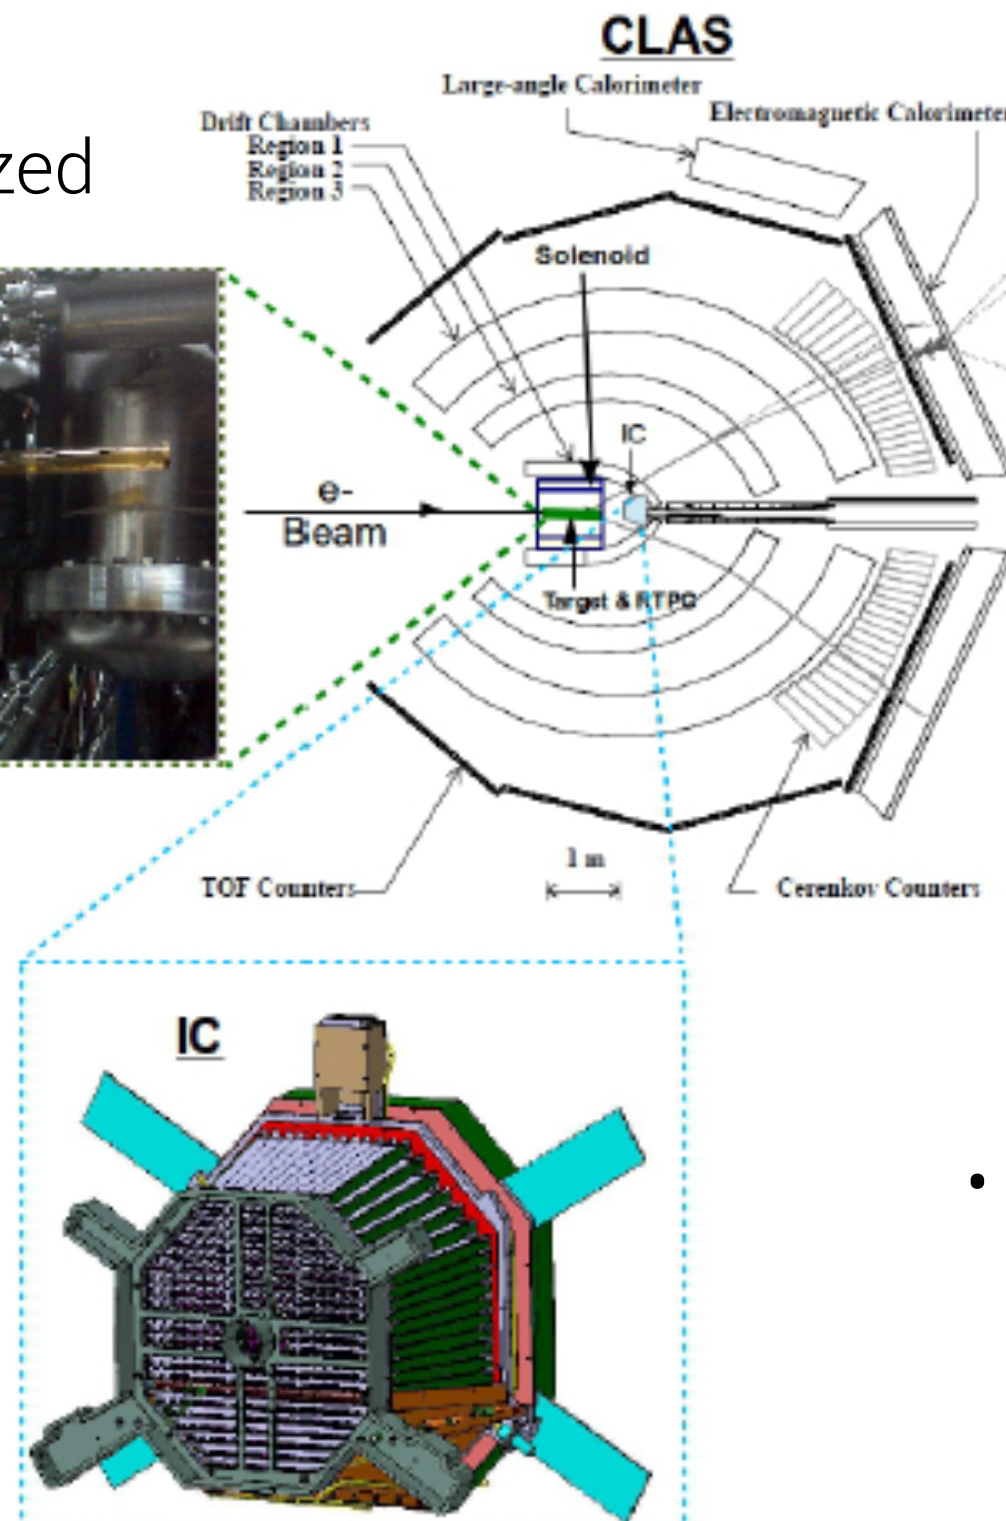 CLAS
Large-angle Calorimeter
Electromagnetic Calorimeter
Drift Chambers
Region 1
Region 2
Region 3
zed
Solenoid
IC
e-
Beam
Target & RTPC
1 m
TOF Counters
Cerenkov Counters
IC
•